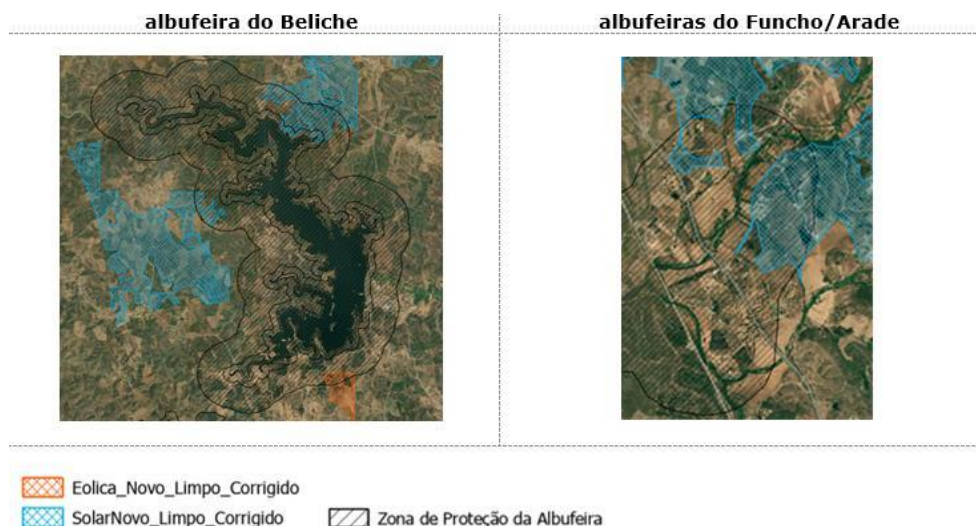 albufeira do Beliche
albufeiras do Funcho/Arade
Eolica_Novo_Limpo_Corrigido
SolarNovo_Limpo_Corrigido
Zona de Proteção da Albufeira